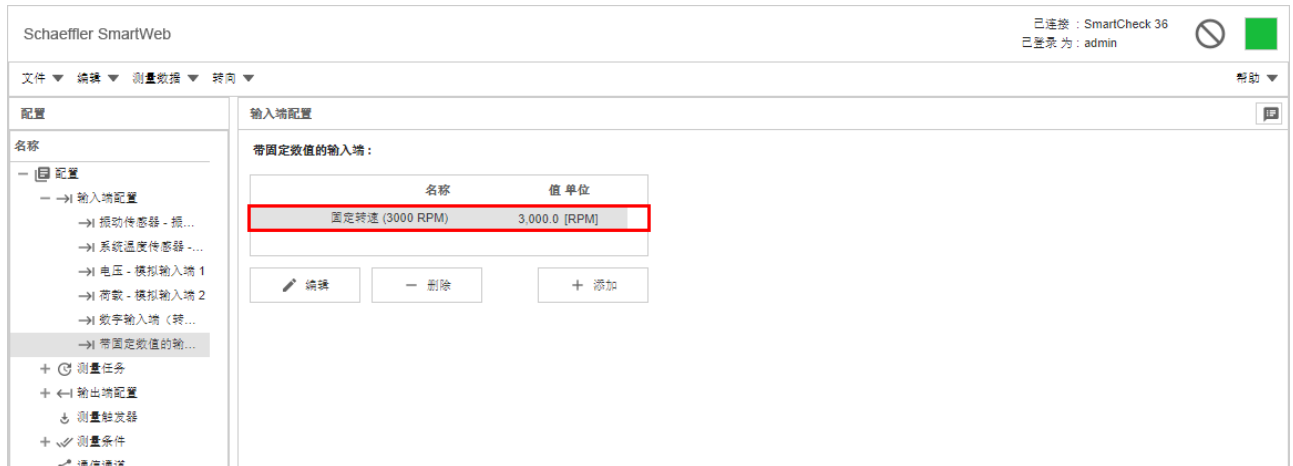 Schaeffler SmartWeb
已连接 : SmartCheck 36
已登录 为 : admin
文件 编辑 测量数据 转向 帮助
配置
名称
配置
输入端配置
振动传感器 - 振...
系统温度传感器 -...
电压 - 模拟输入端 1
荷载 - 模拟输入端 2
数字输入端（转...
带固定数值的输...
测量任务
输出端配置
测量触发器
测量条件
通信通道
输入端配置
带固定数值的输入端 :
名称 值 单位
固定转速 (3000 RPM) 3,000.0 [RPM]
编辑 删除 添加